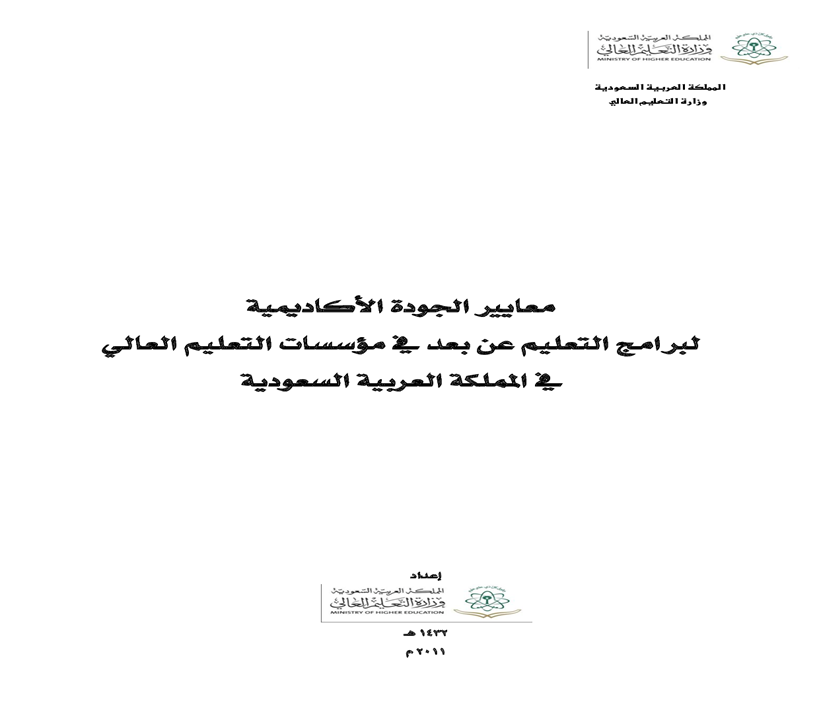 المملكة العربية السعودية
وزارة التعليم العالي
MINISTRY OF HIGHER EDUCATION
المملكة العربية السعودية
وزارة التعليم العالي
معايير الجودة الأكاديمية
لبرامج التعليم عن بعد في مؤسسات التعليم العالي
في المملكة العربية السعودية
إعداد
المملكة العربية السعودية
وزارة التعليم العالي
MINISTRY OF HIGHER EDUCATION
١٤٣٢ هـ
٢٠١١ م